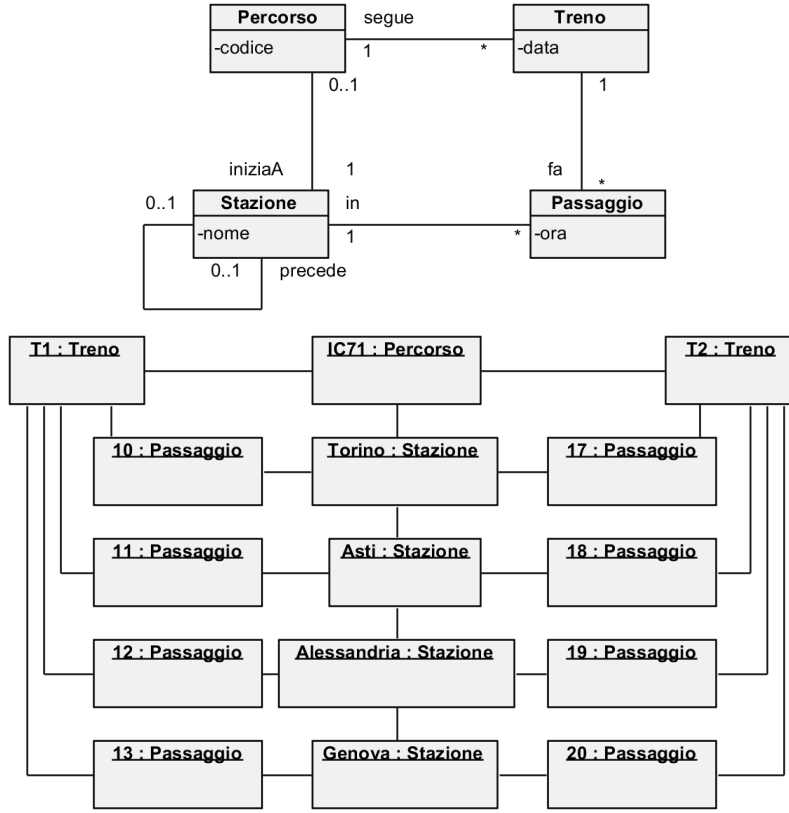 Percorso segue Treno
-codice -data
1 *
0..1 1
iniziaA 1 fa
*
0..1 Stazione in Passaggio
-nome 1 * -ora
0..1 precede
T1 : Treno IC71 : Percorso T2 : Treno
10 : Passaggio Torino : Stazione 17 : Passaggio
11 : Passaggio Asti : Stazione 18 : Passaggio
12 : Passaggio Alessandria : Stazione 19 : Passaggio
13 : Passaggio Genova : Stazione 20 : Passaggio